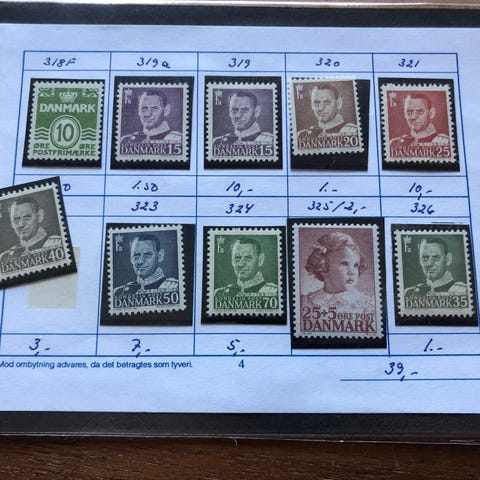 318F 319a 319 320 321
DANMARK DANMARK 15 DANMARK 15 DANMARK 20 DANMARK 25
10
ØRE ØRE
POSTFRIMÆRKE
0 1.50 10,- 1.- 10,-
323 324 325/2,- 326
40 DANMARK 50 DANMARK 70 25+5 ØRE POST DANMARK 35
DANMARK DANMARK
3,- 7,- 5,- 1.-
Mod ombytning advares, da det betragtes som tyveri. 4 39,-